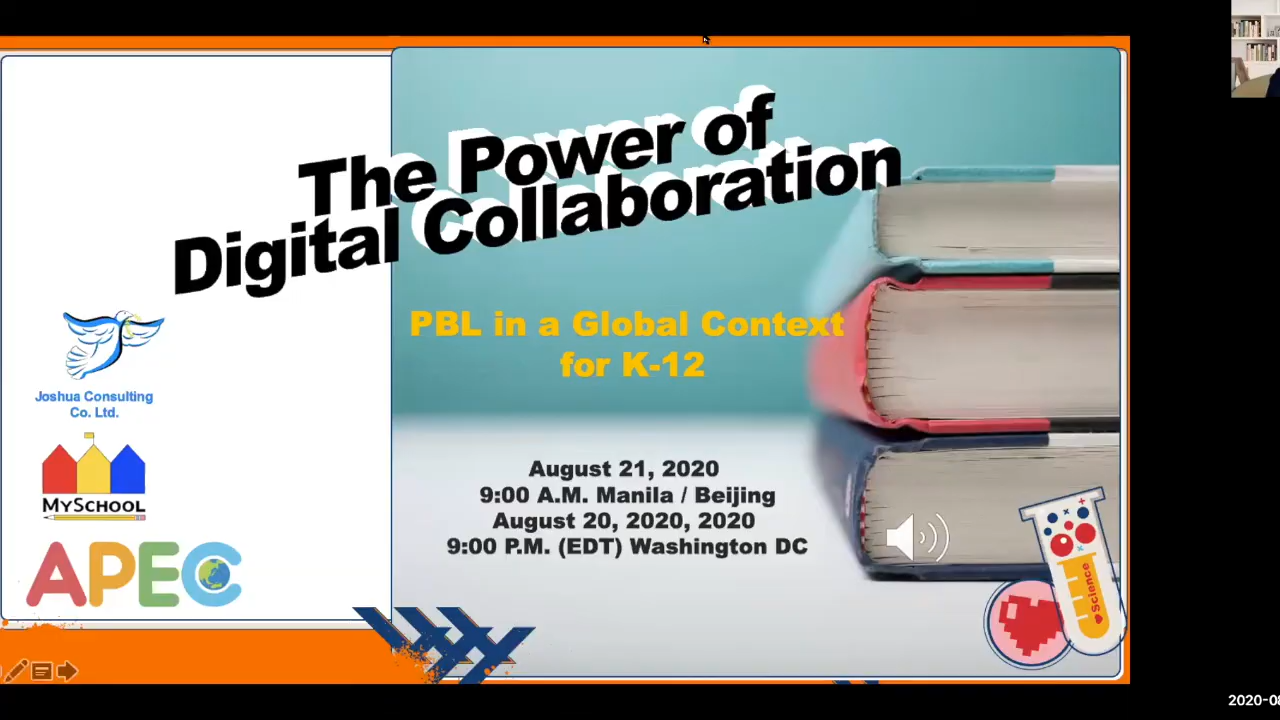 The Power of
Digital Collaboration
PBL in a Global Context
for K-12
Joshua Consulting
Co. Ltd.
MYSCHOOL
APEC
August 21, 2020
9:00 A.M. Manila / Beijing
August 20, 2020, 2020
9:00 P.M. (EDT) Washington DC
Science
2020-08